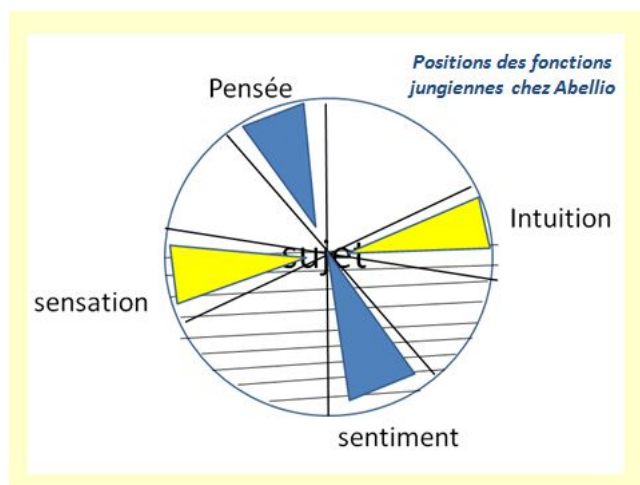 Positions des fonctions
jungiennes chez Abellio
Pensée
Intuition
sujet
sensation
sentiment